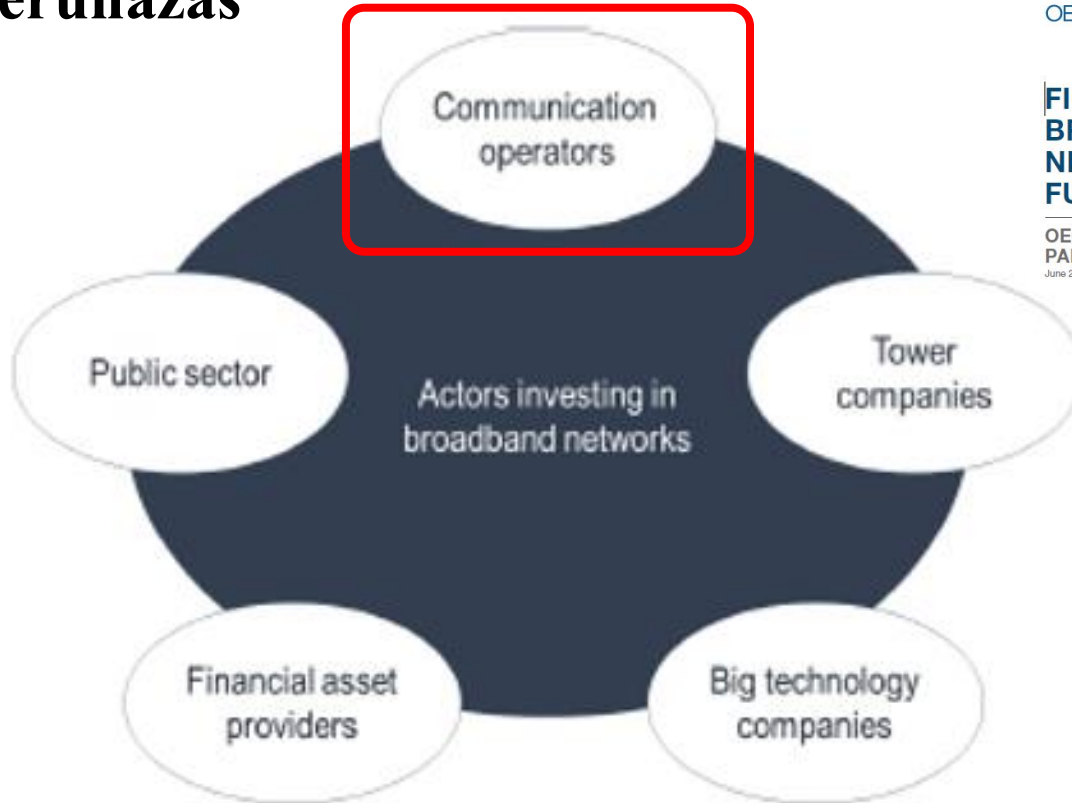 Communication
operators
Public sector
Actors investing in
broadband networks
Tower
companies
Financial asset
providers
Big technology
companies